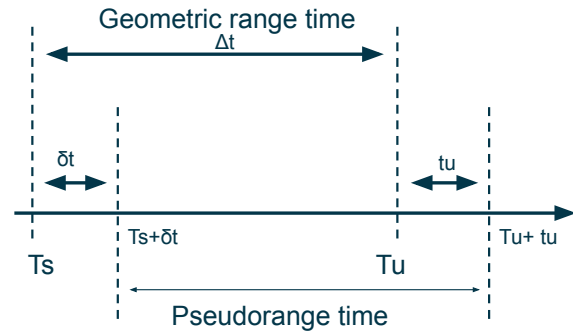 Geometric range time
Δt
δt
tu
Ts+δt
Tu+ tu
Ts
Tu
Pseudorange time